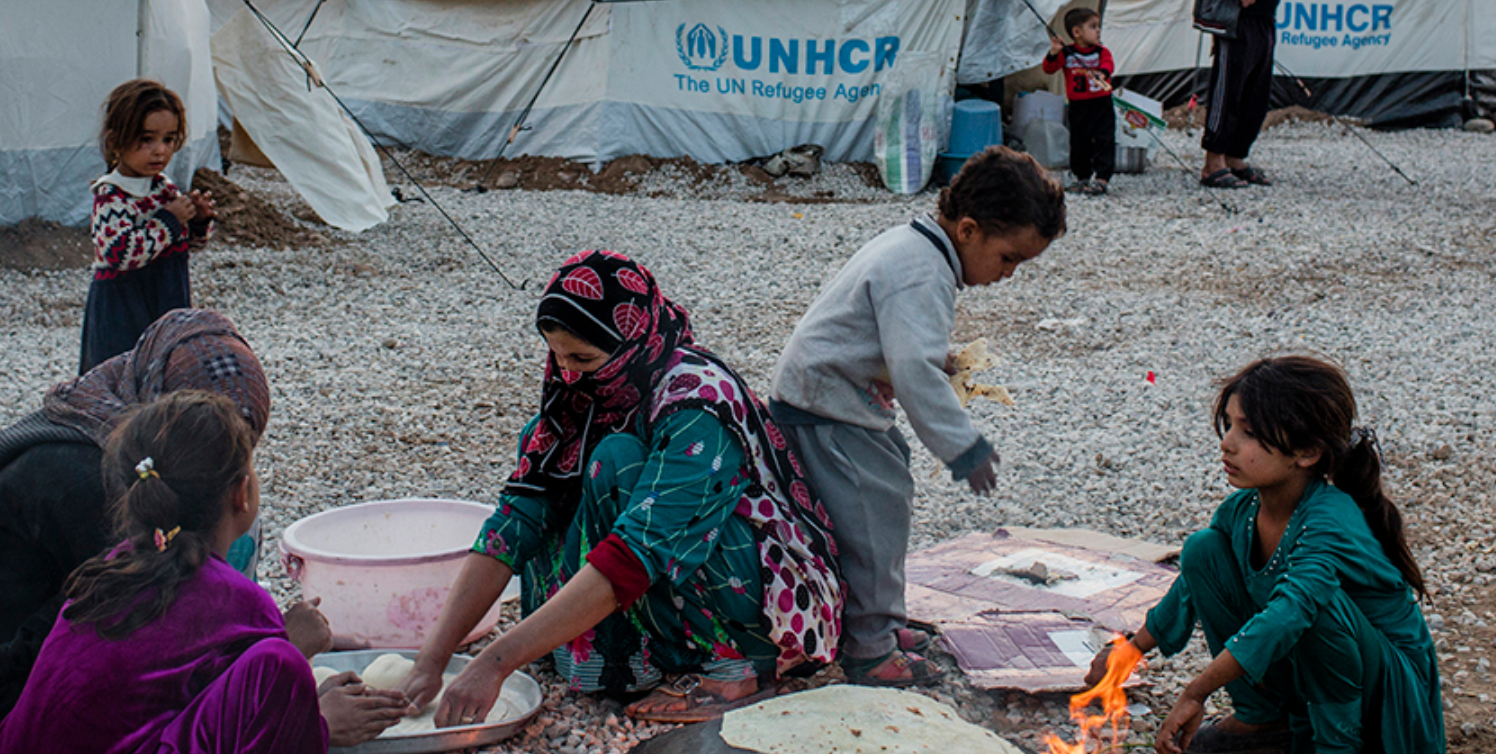 UNHCR
The UN Refugee Agen
UNHCR
Refugee Agency